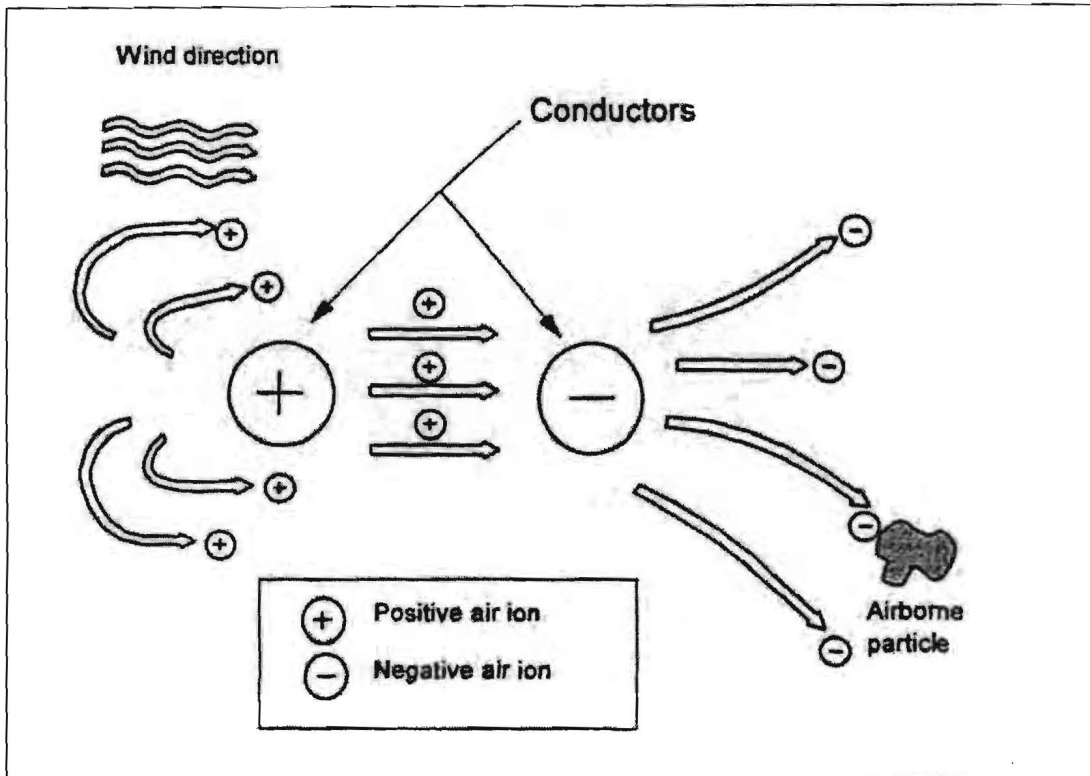 Wind direction
Conductors
+
+
+
+
+
+
−
−
−
+
+
−
Airborne
particle
−
+ Positive air ion
− Negative air ion